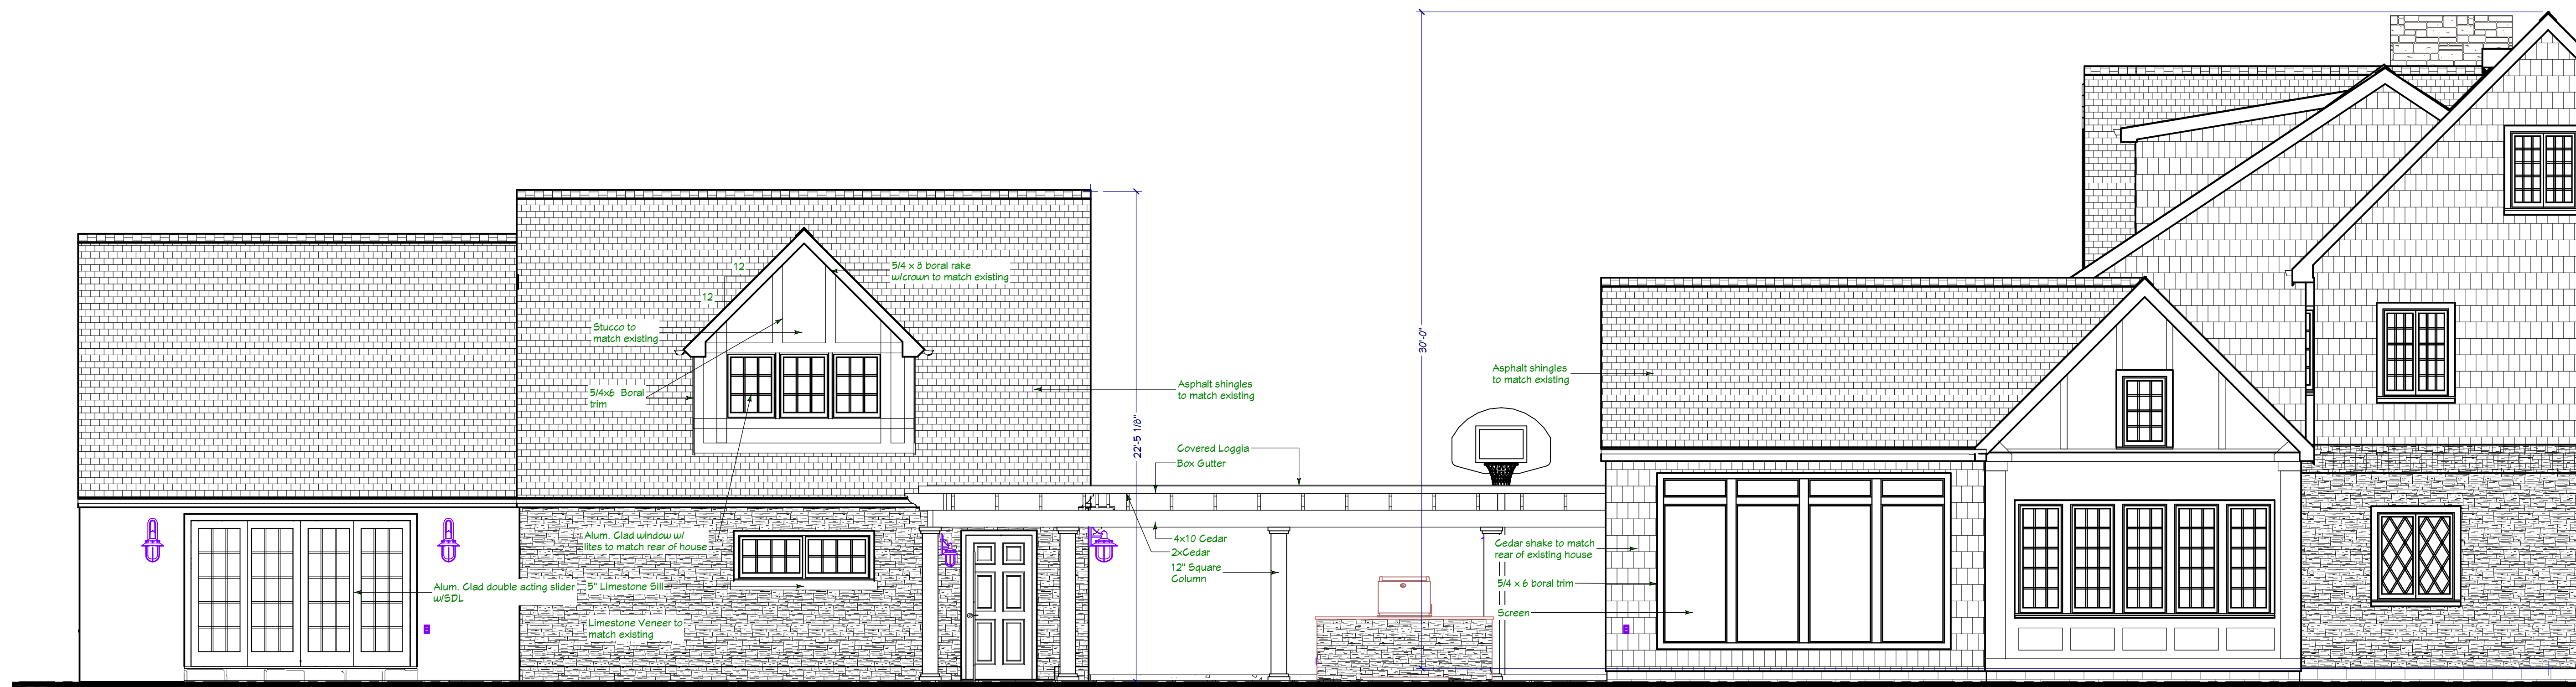 12
12
5/4 x 8 boral rake
w/crown to match existing
Stucco to
match existing
5/4x6 Boral
trim
Asphalt shingles
to match existing
22'-5 1/8"
30'-0"
Asphalt shingles
to match existing
Covered Loggia
Box Gutter
Alum. Clad window w/
lites to match rear of house
4x10 Cedar
2xCedar
12" Square
Column
Cedar shake to match
rear of existing house
5/4 x 6 boral trim
Screen
Alum. Clad double acting slider
w/SDL
5" Limestone Sill
Limestone Veneer to
match existing